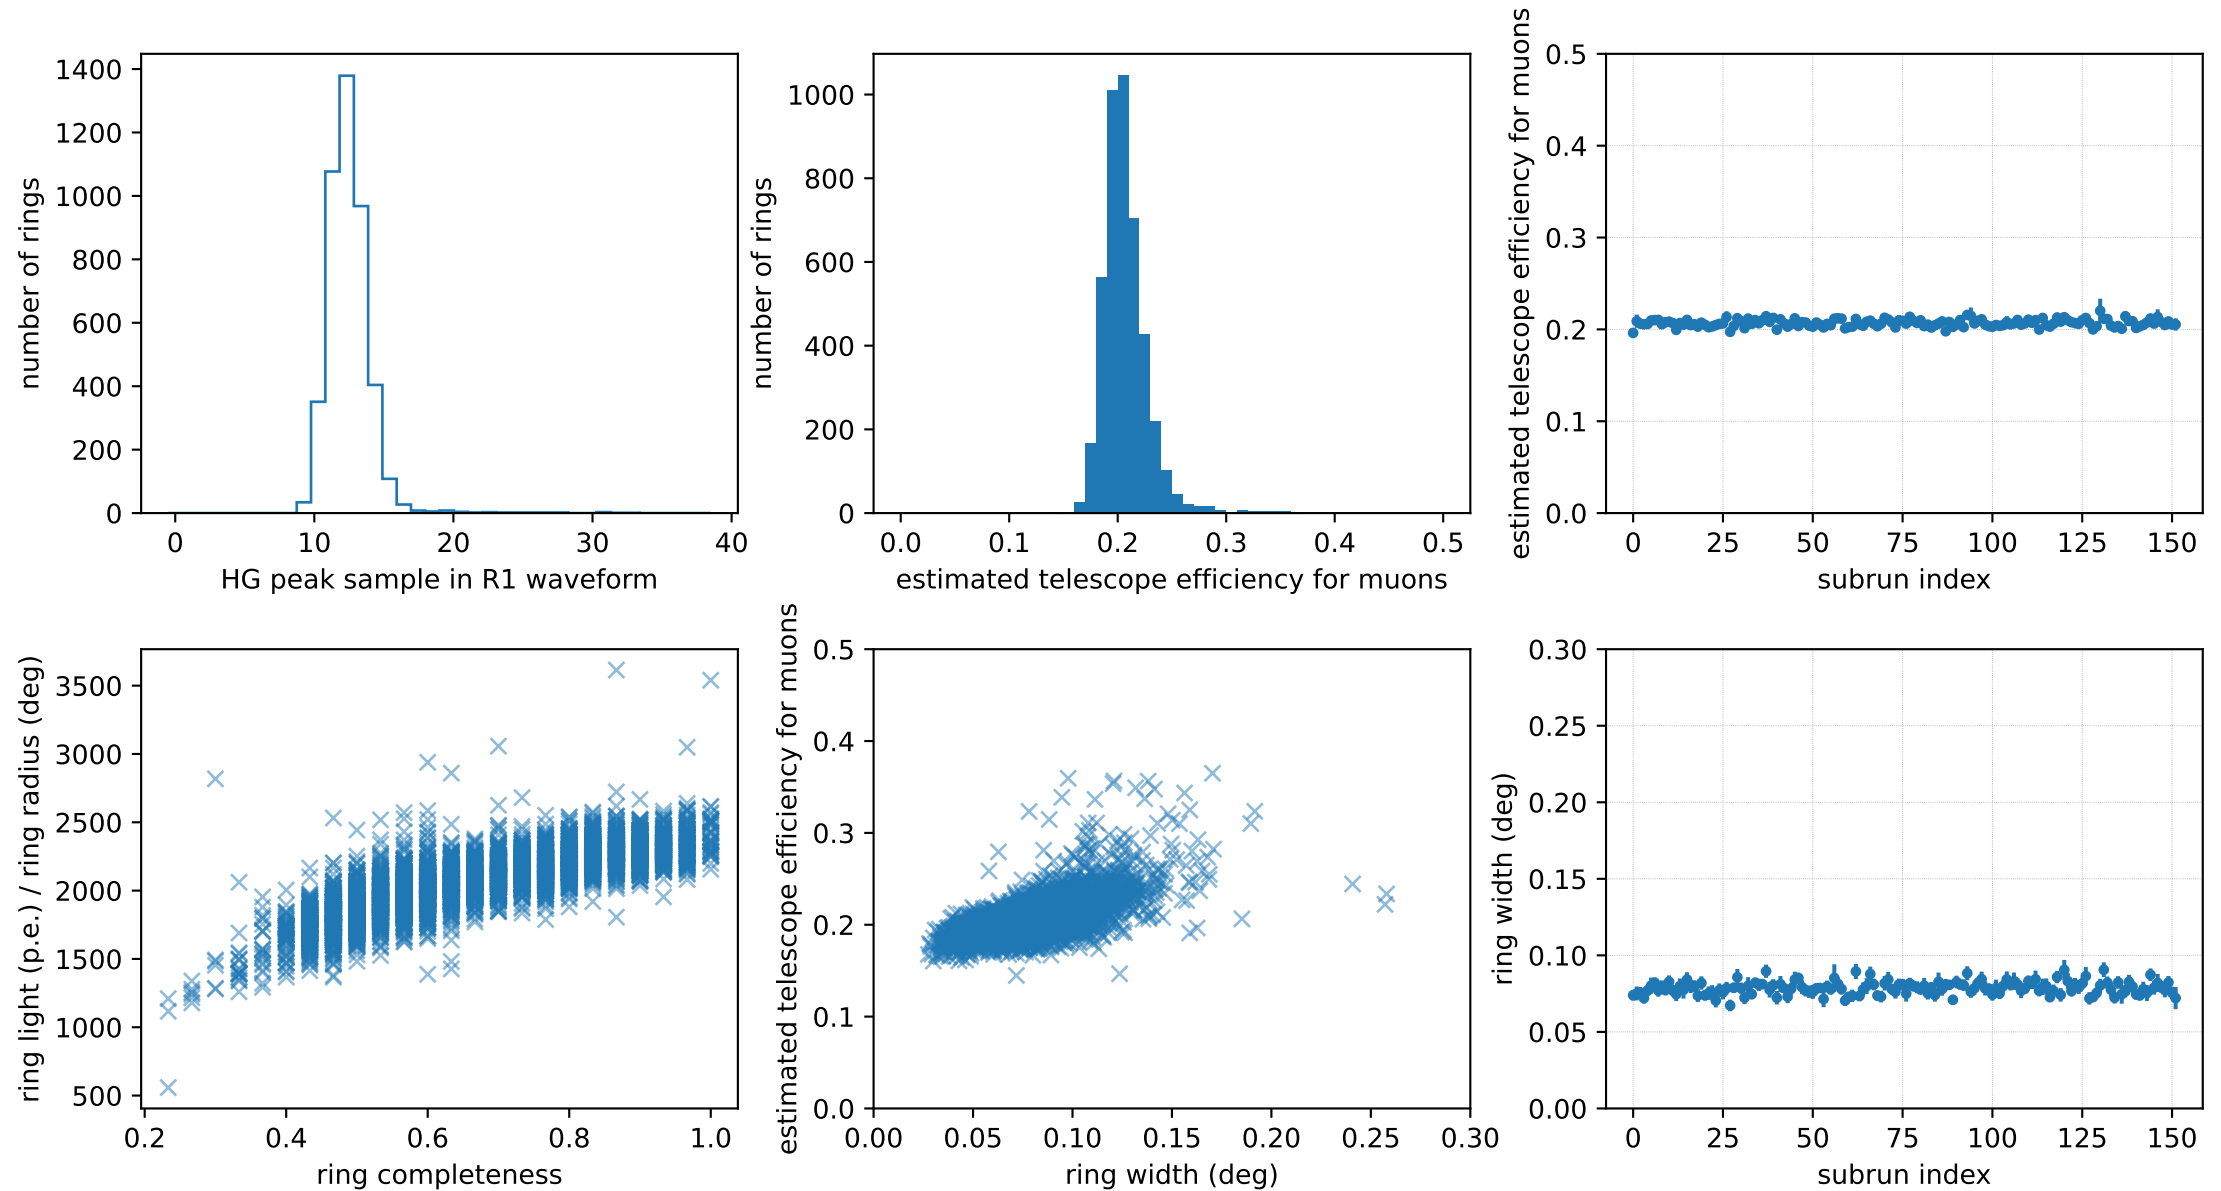 1400
1200
1000
800
600
400
200
0
number of rings
0 10 20 30 40
HG peak sample in R1 waveform
1000
800
600
400
200
0
number of rings
0.0 0.1 0.2 0.3 0.4 0.5
estimated telescope efficiency for muons
0.5
0.4
0.3
0.2
0.1
0.0
estimated telescope efficiency for muons
0 25 50 75 100 125 150
subrun index
3500
3000
2500
2000
1500
1000
500
ring light (p.e.) / ring radius (deg)
0.2 0.4 0.6 0.8 1.0
ring completeness
0.5
0.4
0.3
0.2
0.1
0.0
estimated telescope efficiency for muons
0.00 0.05 0.10 0.15 0.20 0.25 0.30
ring width (deg)
0.30
0.25
0.20
0.15
0.10
0.05
0.00
ring width (deg)
0 25 50 75 100 125 150
subrun index